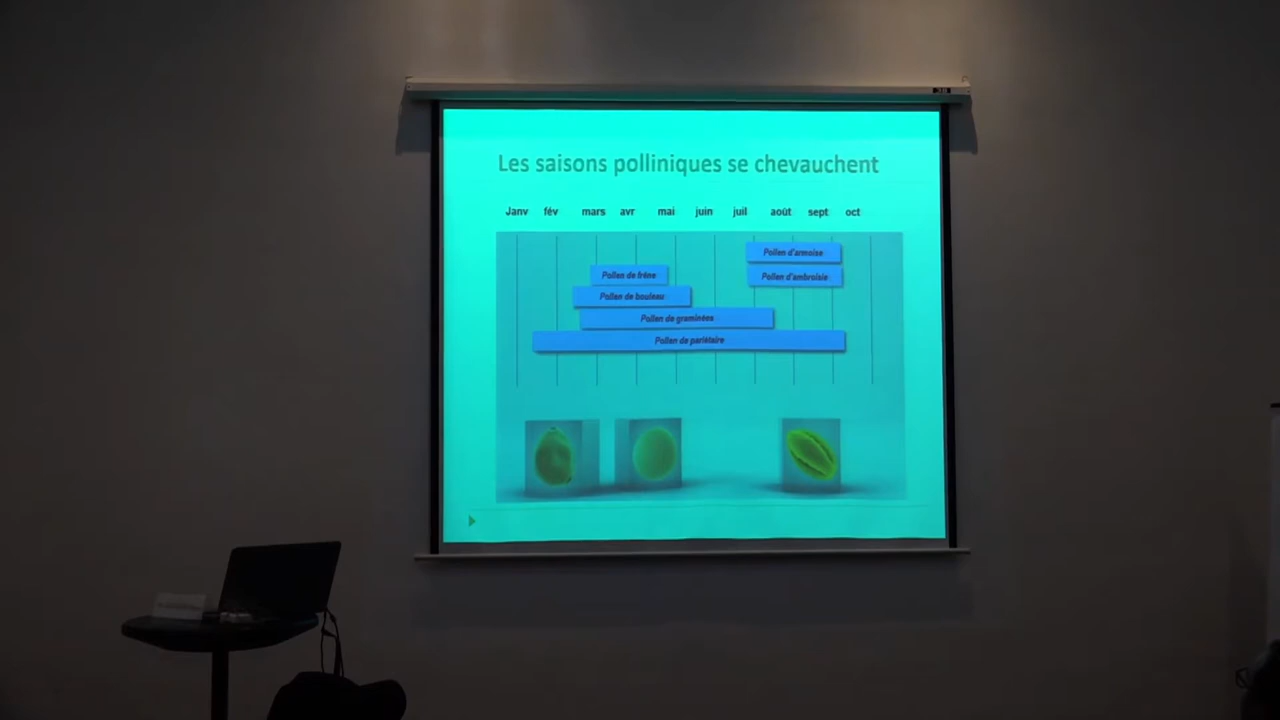 Les saisons polliniques se chevauchent
Janv fév mars avr mai juin juil août sept oct
Pollen d'armoise
Pollen de frêne
Pollen d'ambroisie
Pollen de bouleau
Pollen de graminées
Pollen de pariétaire